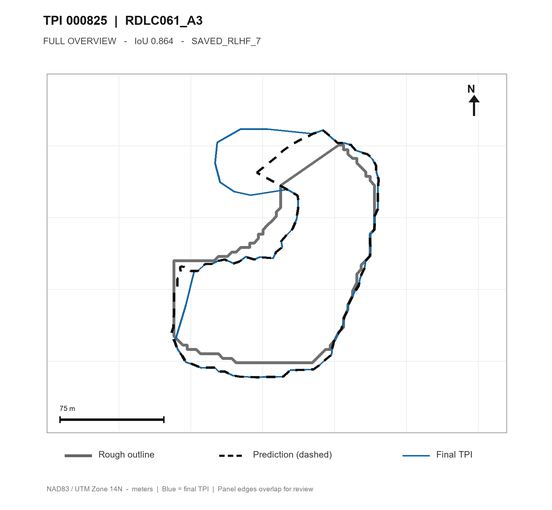 TPI 000825 | RDLC061_A3
FULL OVERVIEW - IoU 0.864 - SAVED_RLHF_7
N
75 m
Rough outline
Prediction (dashed)
Final TPI
NAD83 / UTM Zone 14N - meters | Blue = final TPI | Panel edges overlap for review